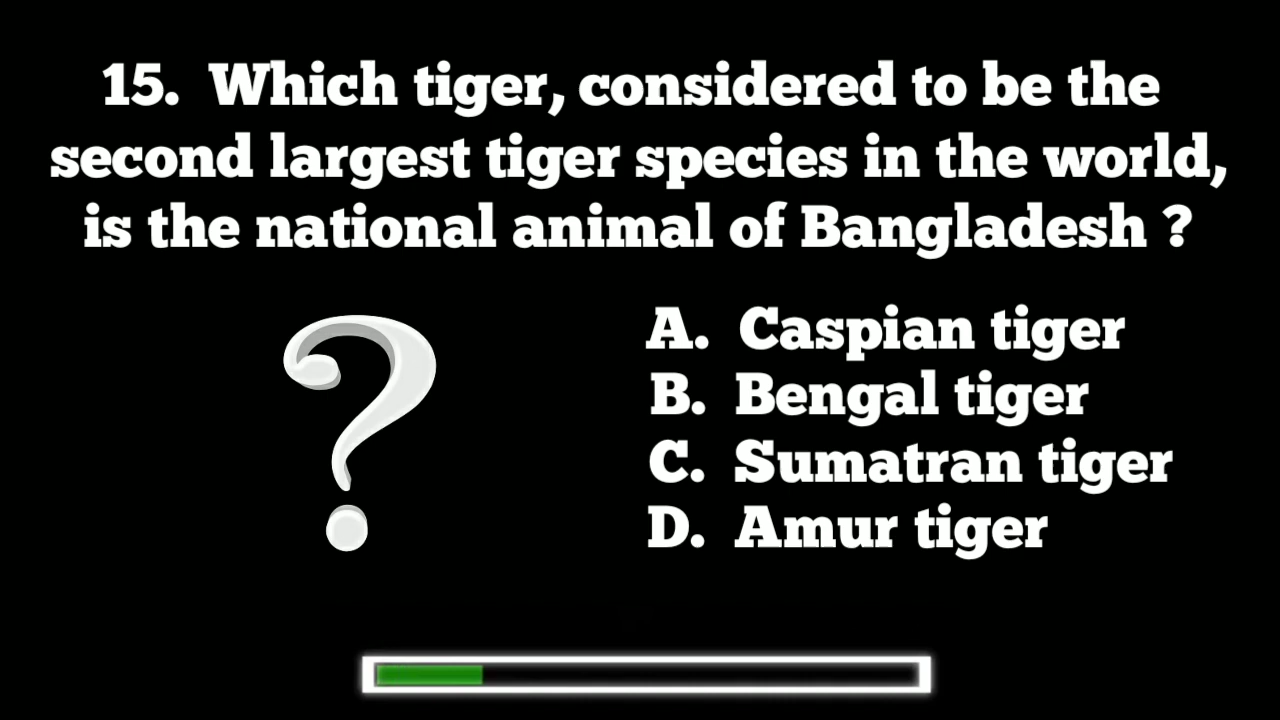 15. Which tiger, considered to be the
second largest tiger species in the world,
is the national animal of Bangladesh ?
?
A. Caspian tiger
B. Bengal tiger
C. Sumatran tiger
D. Amur tiger